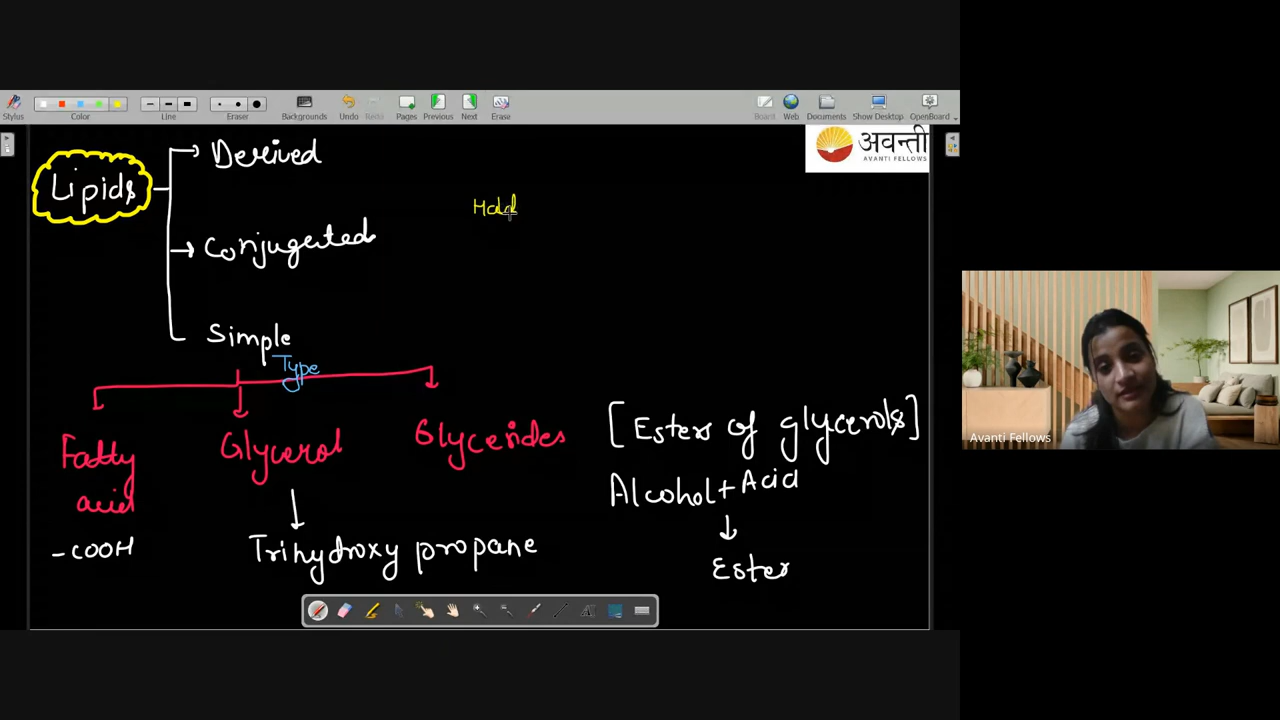 Stylus
Color
Line
Eraser
Backgrounds
Undo
Redo
Pages
Previous
Next
Erase
Board
Web
Documents
Show Desktop
OpenBoard
अवन्ती
AVANTI FELLOWS
Lipids
Derived
Conjugated
Simple
Type
Fatty
acid
-COOH
Glycerol
Trihydroxy propane
Glycerides
[Esters of glycerols]
Alcohol + Acid
Ester
Avanti Fellows